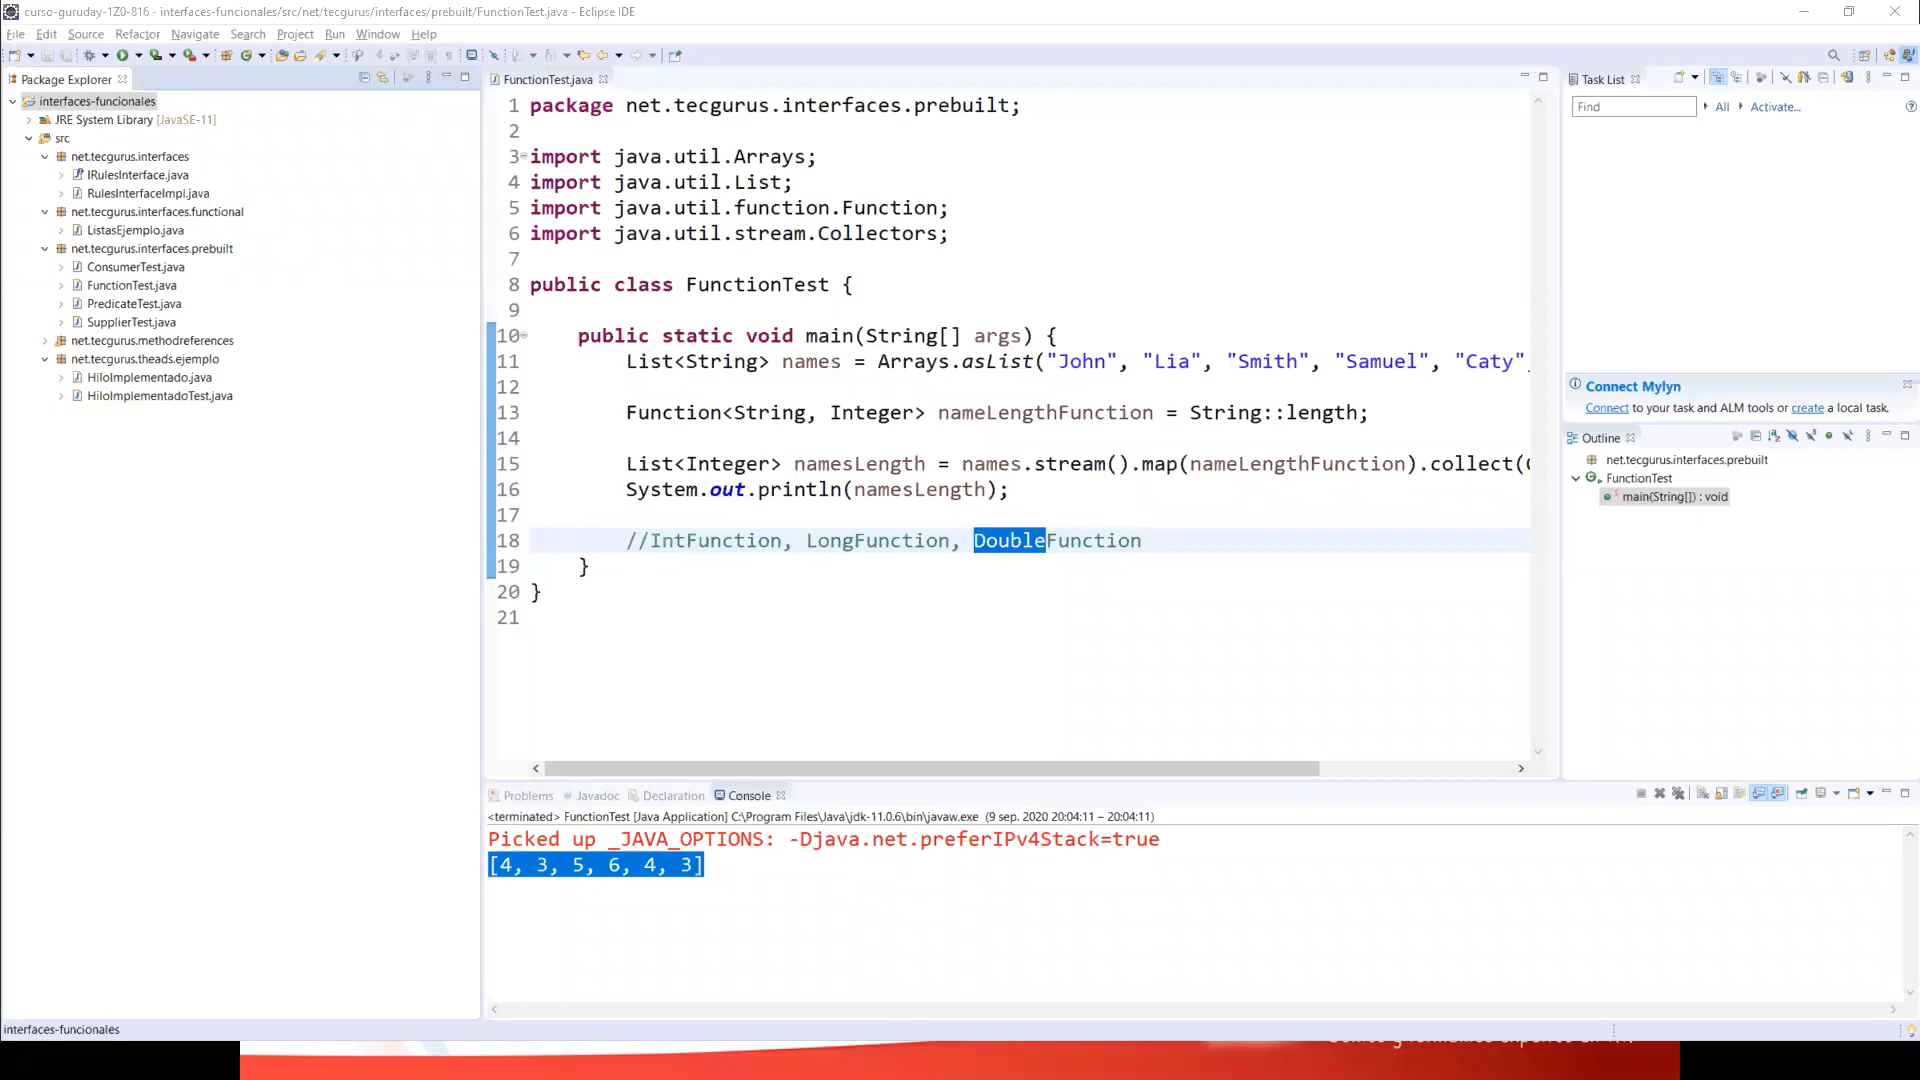 curso-guruday-1Z0-816 - interfaces-funcionales/src/net/tecgurus/interfaces/prebuilt/FunctionTest.java - Eclipse IDE
File Edit Source Refactor Navigate Search Project Run Window Help
Package Explorer
interfaces-funcionales
JRE System Library [JavaSE-11]
src
net.tecgurus.interfaces
IRulesInterface.java
RulesInterfaceImpl.java
net.tecgurus.interfaces.functional
ListasEjemplo.java
net.tecgurus.interfaces.prebuilt
ConsumerTest.java
FunctionTest.java
PredicateTest.java
SupplierTest.java
net.tecgurus.methodreferences
net.tecgurus.theads.ejemplo
HiloImplementado.java
HiloImplementadoTest.java
FunctionTest.java
1 package net.tecgurus.interfaces.prebuilt;
2
3 import java.util.Arrays;
4 import java.util.List;
5 import java.util.function.Function;
6 import java.util.stream.Collectors;
7
8 public class FunctionTest {
9
10 public static void main(String[] args) {
11 List<String> names = Arrays.asList("John", "Lia", "Smith", "Samuel", "Caty"
12
13 Function<String, Integer> nameLengthFunction = String::length;
14
15 List<Integer> namesLength = names.stream().map(nameLengthFunction).collect(
16 System.out.println(namesLength);
17
18 //IntFunction, LongFunction, DoubleFunction
19 }
20 }
21
Task List
Find All Activate...
Connect Mylyn
Connect to your task and ALM tools or create a local task.
Outline
net.tecgurus.interfaces.prebuilt
FunctionTest
main(String[]) : void
Problems Javadoc Declaration Console
<terminated> FunctionTest [Java Application] C:\Program Files\Java\jdk-11.0.6\bin\javaw.exe (9 sep. 2020 20:04:11 – 20:04:11)
Picked up _JAVA_OPTIONS: -Djava.net.preferIPv4Stack=true
[4, 3, 5, 6, 4, 3]
interfaces-funcionales